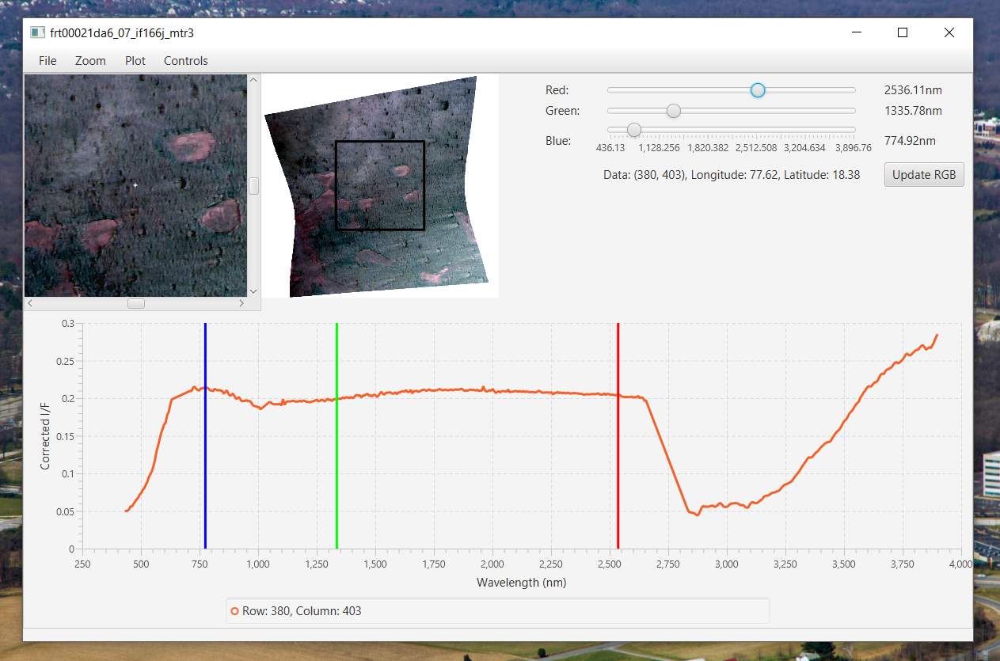 frt00021da6_07_if166j_mtr3
File Zoom Plot Controls
Red: 2536.11nm
Green: 1335.78nm
Blue: 774.92nm
436.13 1,128.256 1,820.382 2,512.508 3,204.634 3,896.76
Data: (380, 403), Longitude: 77.62, Latitude: 18.38 Update RGB
Corrected I/F
0.3
0.25
0.2
0.15
0.1
0.05
0
250 500 750 1,000 1,250 1,500 1,750 2,000 2,250 2,500 2,750 3,000 3,250 3,500 3,750 4,000
Wavelength (nm)
Row: 380, Column: 403